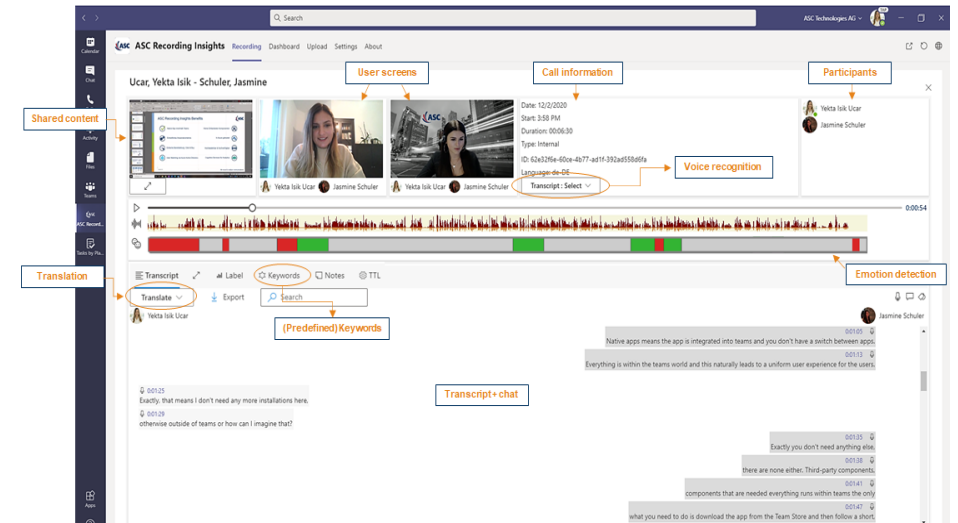 Search
ASC Technologies AG
Calendar
ASC Recording Insights Recording Dashboard Upload Settings About
Chat
Ucar, Yekta Isik - Schuler, Jasmine
User screens
Call information
Participants
Shared content
Activity
Files
Teams
ASC Record...
Tasks by Pla...
ASC Recording Insights Benefits
ASC
Date: 12/2/2020
Start: 3:58 PM
Duration: 00:06:30
Type: Internal
ID: 62e32f6e-60ce-4b77-ad1f-392ad558d6fa
Language: de-DE
Transcript : Select
Yekta Isik Ucar
Jasmine Schuler
Voice recognition
Yekta Isik Ucar Jasmine Schuler
Yekta Isik Ucar Jasmine Schuler
0:00:54
Emotion detection
Translation
Transcript Label Keywords Notes TTL
Translate Export Search
Yekta Isik Ucar
Jasmine Schuler
(Predefined) Keywords
0:01:05
Native apps means the app is integrated into teams and you don't have a switch between apps.
0:01:13
Everything is within the teams world and this naturally leads to a uniform user experience for the users.
Transcript + chat
0:01:25
Exactly, that means I don't need any more installations here,
0:01:29
otherwise outside of teams or how can I imagine that?
0:01:35
Exactly you don't need anything else,
0:01:38
there are none either. Third-party components,
0:01:41
components that are needed everything runs within teams the only
0:01:47
what you need to do is download the app from the Team Store and then follow a short,
Apps